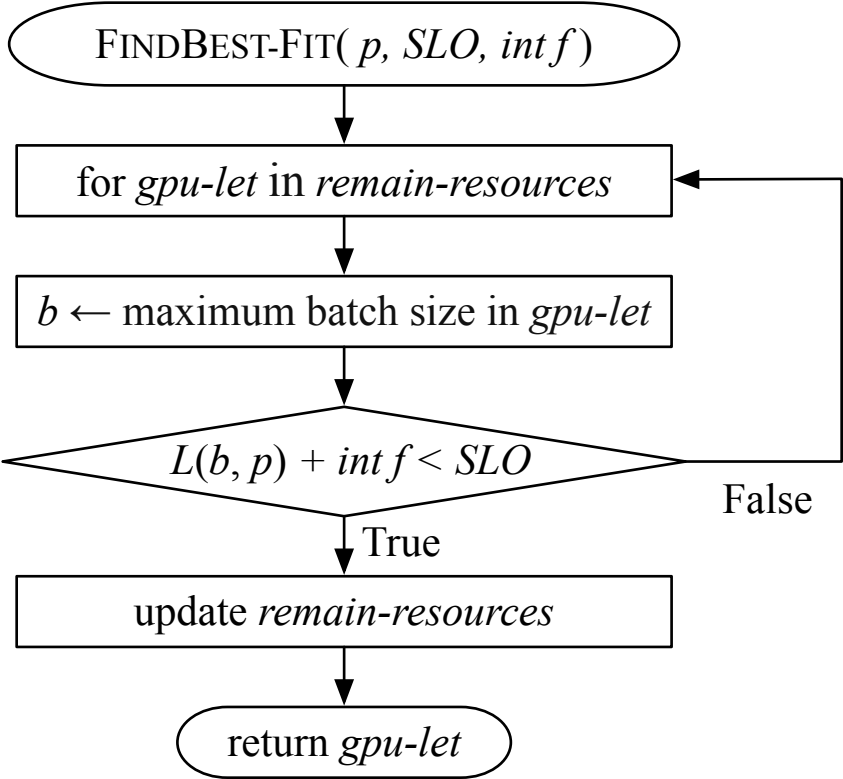 FINDBEST-FIT( p, SLO, int f )
for gpu-let in remain-resources
b ← maximum batch size in gpu-let
L(b, p) + int f < SLO
False
True
update remain-resources
return gpu-let